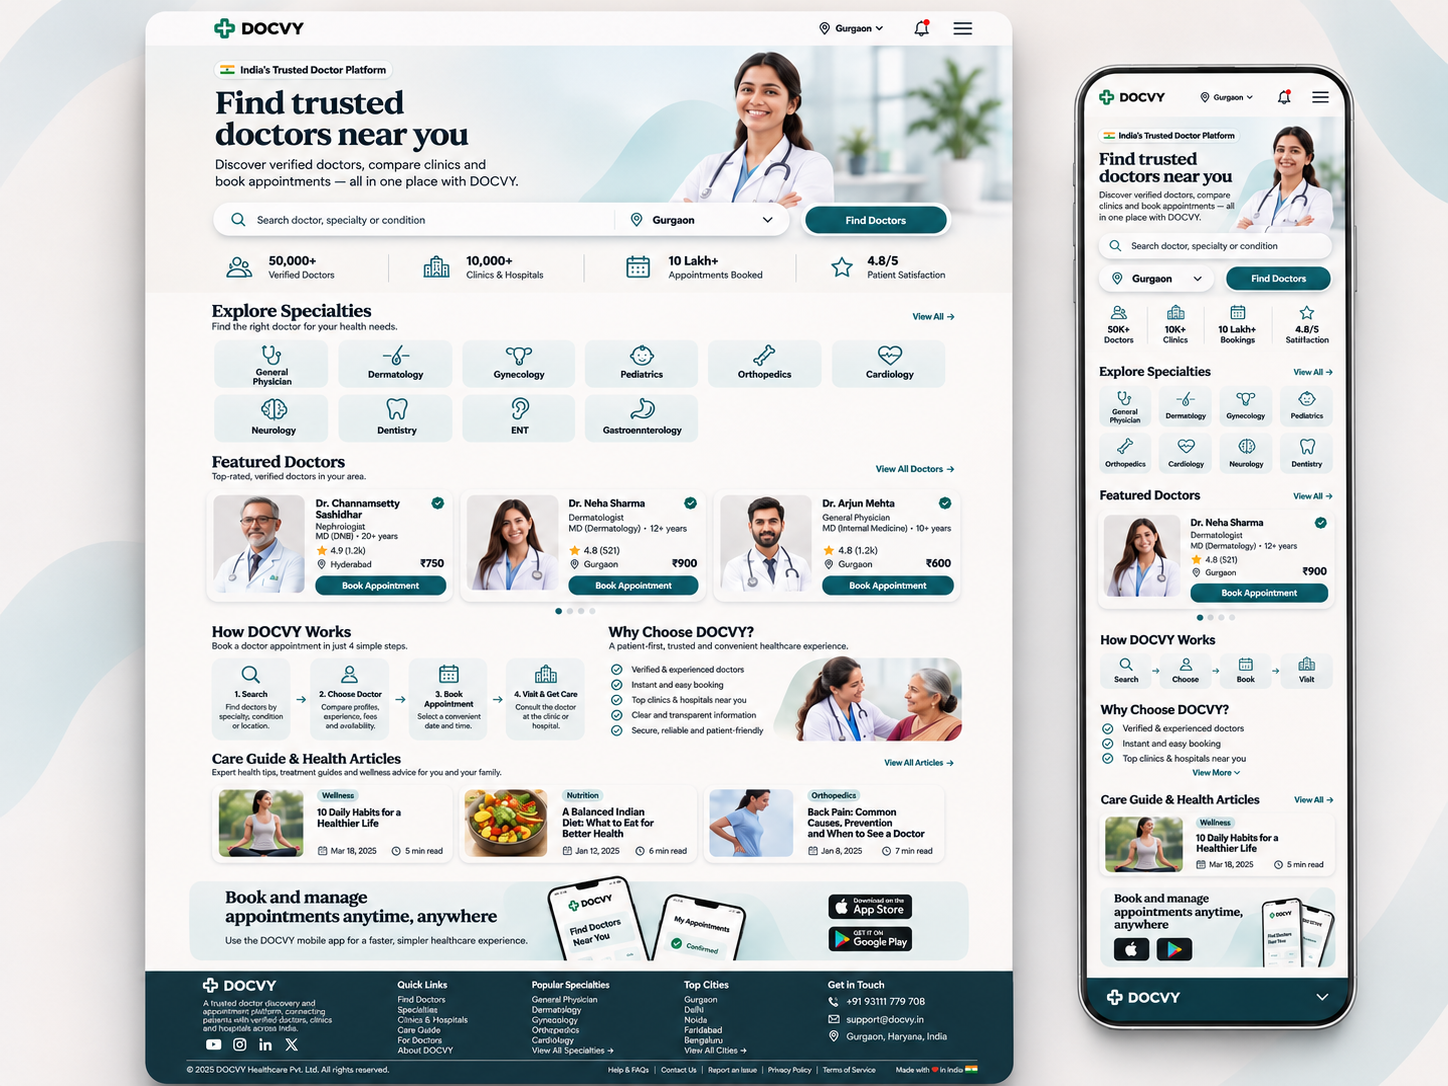 DOCVY
Gurgaon
India's Trusted Doctor Platform
Find trusted
doctors near you
Discover verified doctors, compare clinics and
book appointments — all in one place with DOCVY.
Search doctor, specialty or condition
Gurgaon
Find Doctors
50,000+
Verified Doctors
10,000+
Clinics & Hospitals
10 Lakh+
Appointments Booked
4.8/5
Patient Satisfaction
Explore Specialties
Find the right doctor for your health needs.
View All →
General
Physician
Dermatology
Gynecology
Pediatrics
Orthopedics
Cardiology
Neurology
Dentistry
ENT
Gastroennterology
Featured Doctors
Top-rated, verified doctors in your area.
View All Doctors →
Dr. Channamsetty
Sashidhar
Nephrologist
MD (DNB) • 20+ years
4.9 (1.2k)
Hyderabad
₹750
Book Appointment
Dr. Neha Sharma
Dermatologist
MD (Dermatology) • 12+ years
4.8 (521)
Gurgaon
₹900
Book Appointment
Dr. Arjun Mehta
General Physician
MD (Internal Medicine) • 10+ years
4.8 (1.2k)
Gurgaon
₹600
Book Appointment
How DOCVY Works
Book a doctor appointment in just 4 simple steps.
1. Search
Find doctors by
specialty, condition
or location.
→
2. Choose Doctor
Compare profiles,
experience, fees
and availability.
→
3. Book
Appointment
Select a convenient
date and time.
→
4. Visit & Get Care
Consult the doctor
at the clinic or
hospital.
Why Choose DOCVY?
A patient-first, trusted and convenient healthcare experience.
Verified & experienced doctors
Instant and easy booking
Top clinics & hospitals near you
Clear and transparent information
Secure, reliable and patient-friendly
Care Guide & Health Articles
Expert health tips, treatment guides and wellness advice for you and your family.
View All Articles →
Wellness
10 Daily Habits for a
Healthier Life
Mar 18, 2025
5 min read
Nutrition
A Balanced Indian
Diet: What to Eat for
Better Health
Jan 12, 2025
6 min read
Orthopedics
Back Pain: Common
Causes, Prevention
and When to See a Doctor
Jan 8, 2025
7 min read
Book and manage
appointments anytime, anywhere
Use the DOCVY mobile app for a faster, simpler healthcare experience.
DOCVY
Find Doctors
Near You
My Appointments
Confirmed
Download on the
App Store
GET IT ON
Google Play
DOCVY
A trusted doctor discovery and
appointment platform, connecting
patients with verified doctors, clinics
and hospitals across India.
Quick Links
Find Doctors
Specialties
Clinics & Hospitals
Care Guide
For Doctors
About DOCVY
Popular Specialties
General Physician
Dermatology
Gynecology
Orthopedics
Cardiology
View All Specialties →
Top Cities
Gurgaon
Delhi
Noida
Faridabad
Bengaluru
View All Cities →
Get in Touch
+91 93111 779 708
support@docvy.in
Gurgaon, Haryana, India
© 2025 DOCVY Healthcare Pvt. Ltd. All rights reserved.
Help & FAQs | Contact Us | Report an Issue | Privacy Policy | Terms of Service
Made with ❤ in India
DOCVY
Gurgaon
India's Trusted Doctor Platform
Find trusted
doctors near you
Discover verified doctors, compare
clinics and book appointments — all
in one place with DOCVY.
Search doctor, specialty or condition
Gurgaon
Find Doctors
50K+
Doctors
10K+
Clinics
10 Lakh+
Bookings
4.8/5
Explore Specialties
View All →
General
Physician
Dermatology
Gynecology
Pediatrics
Orthopedics
Cardiology
Neurology
Dentistry
Featured Doctors
View All →
Dr. Neha Sharma
Dermatologist
MD (Dermatology) • 12+ years
4.8 (521)
Gurgaon
₹900
Book Appointment
How DOCVY Works
Search
→
Choose
→
Book
→
Visit
Why Choose DOCVY?
Verified & experienced doctors
Instant and easy booking
Top clinics & hospitals near you
View More
Care Guide & Health Articles
View All →
Wellness
10 Daily Habits for a
Healthier Life
Mar 18, 2025
5 min read
Book and manage
appointments anytime,
anywhere
DOCVY
Find Doctors
DOCVY